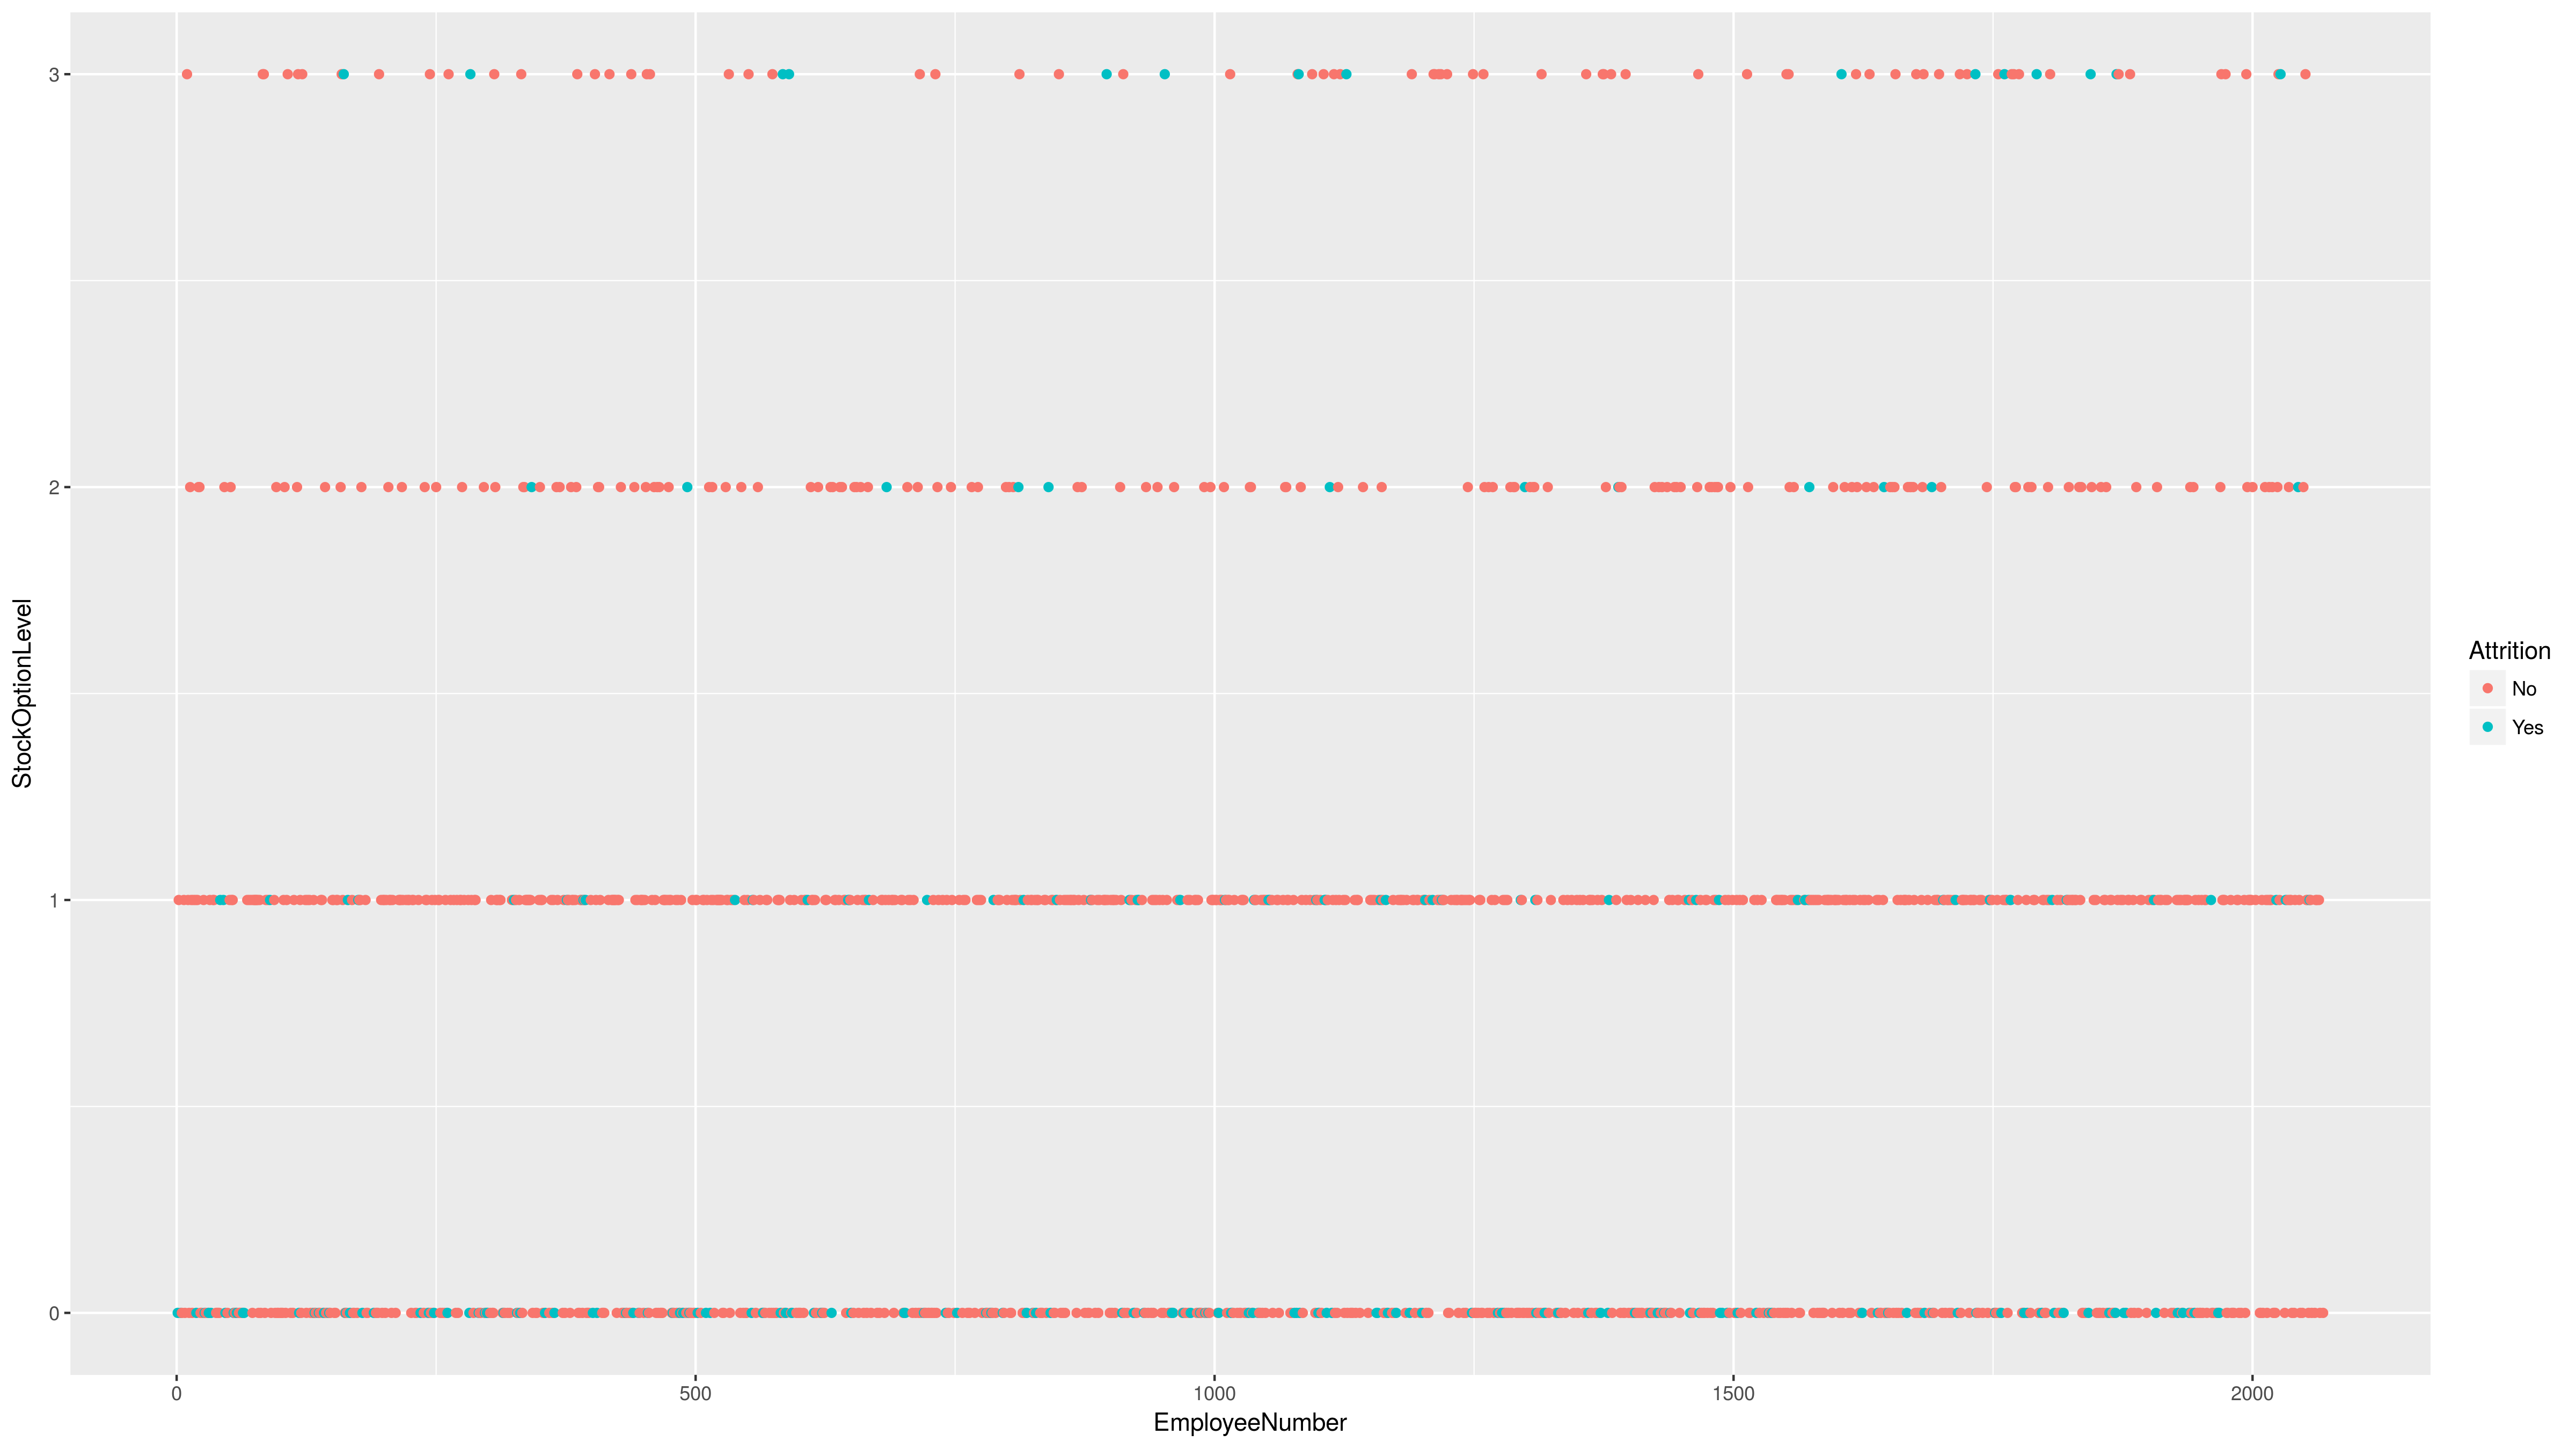 3
2
1
0
StockOptionLevel
0 500 1000 1500 2000
EmployeeNumber
Attrition
No
Yes